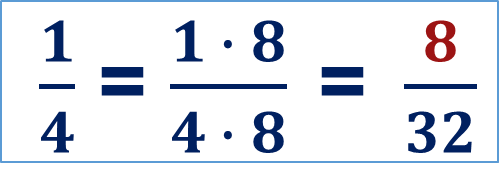 1/4 = 1 · 8/4 · 8 = 8/32